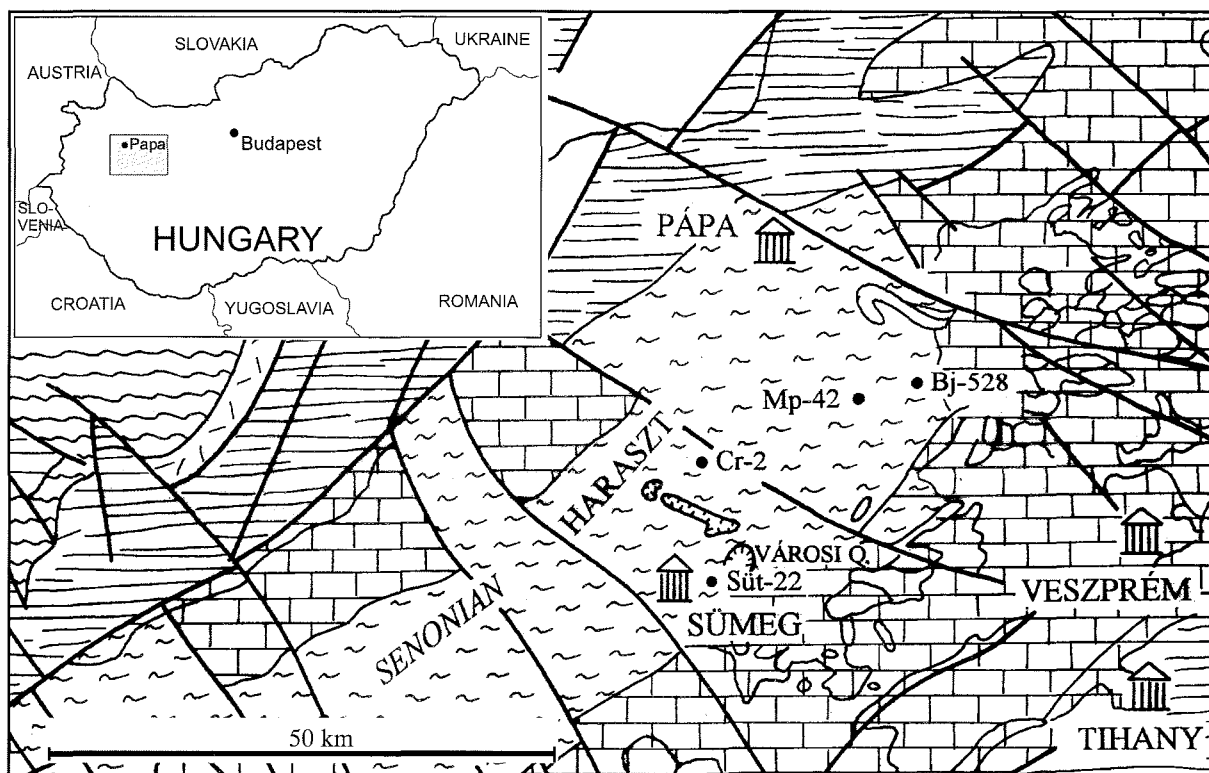 SLOVAKIA
UKRAINE
AUSTRIA
Papa
Budapest
SLO-
VENIA
HUNGARY
CROATIA
YUGOSLAVIA
ROMANIA
PÁPA
Bj-528
Mp-42
HARASZT
Cr-2
VÁROSI Q.
Süt-22
SÜMEG
VESZPRÉM
SENONIAN
TIHANY
50 km